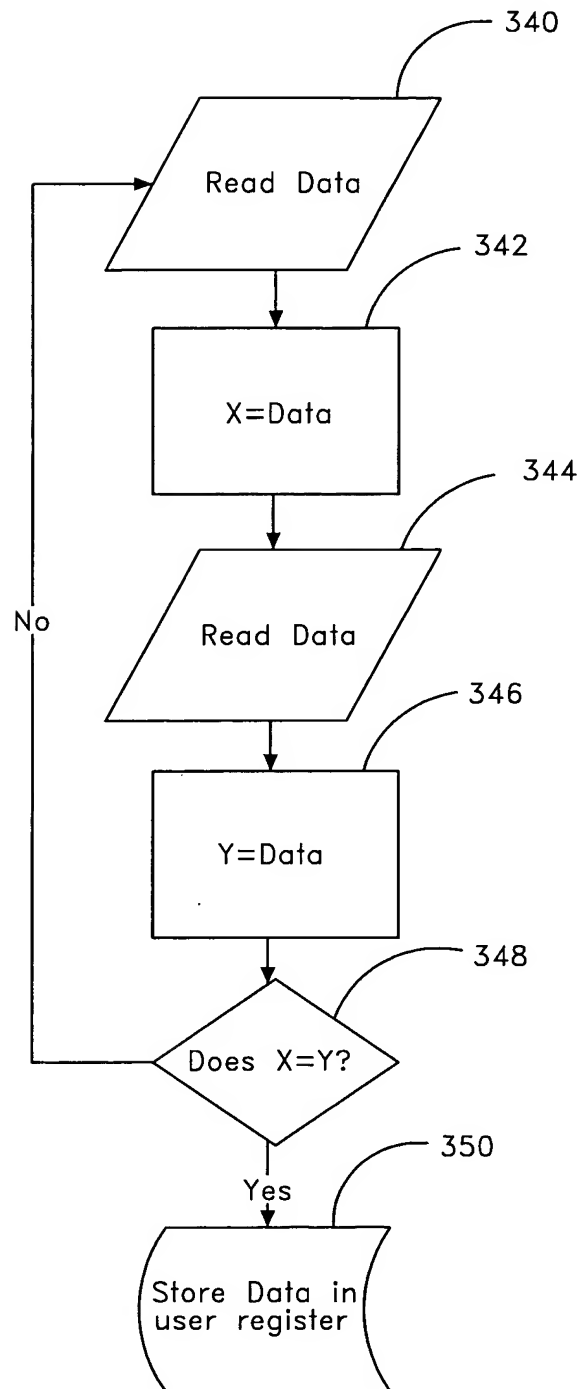 340
Read Data
342
X=Data
344
Read Data
No
346
Y=Data
348
Does X=Y?
350
Yes
Store Data in
user register